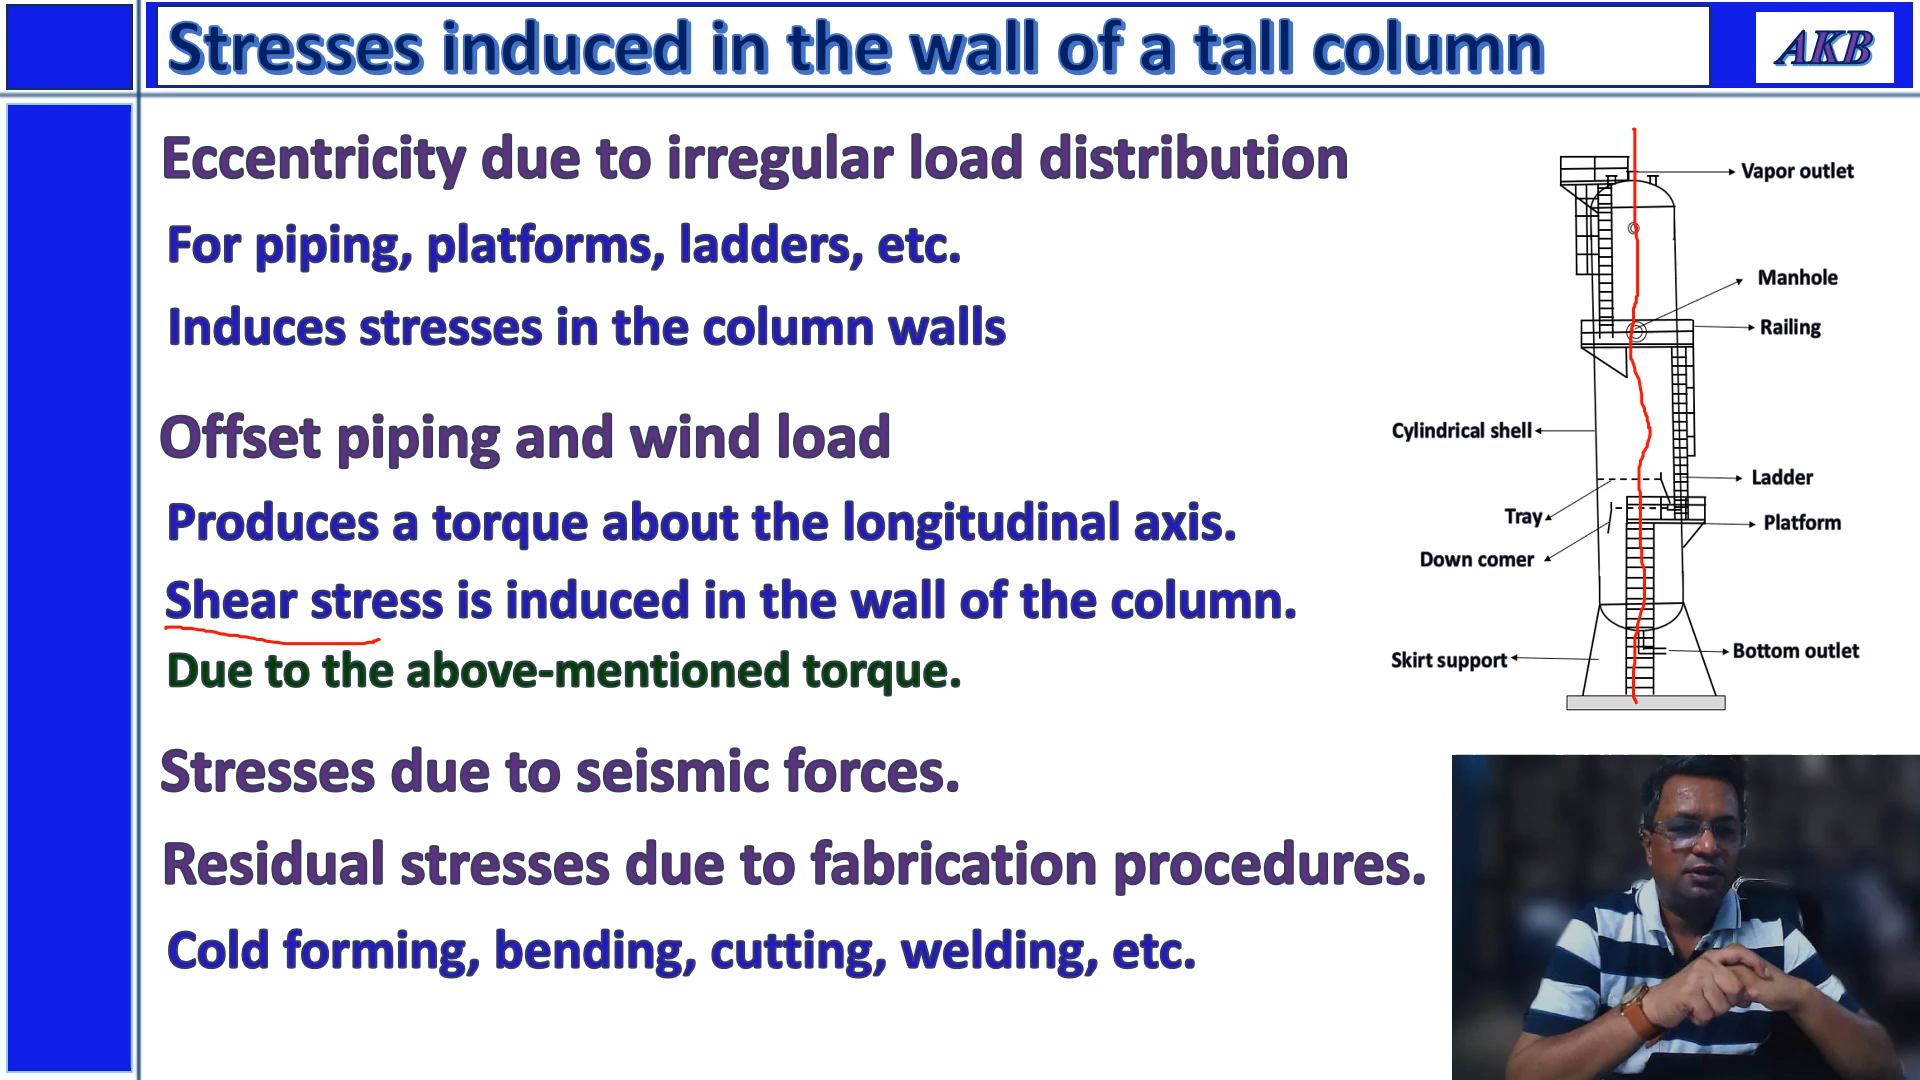 Stresses induced in the wall of a tall column
AKB
Eccentricity due to irregular load distribution
For piping, platforms, ladders, etc.
Induces stresses in the column walls
Offset piping and wind load
Produces a torque about the longitudinal axis.
Shear stress is induced in the wall of the column.
Due to the above-mentioned torque.
Stresses due to seismic forces.
Residual stresses due to fabrication procedures.
Cold forming, bending, cutting, welding, etc.
Vapor outlet
Manhole
Railing
Cylindrical shell
Ladder
Tray
Platform
Down comer
Bottom outlet
Skirt support